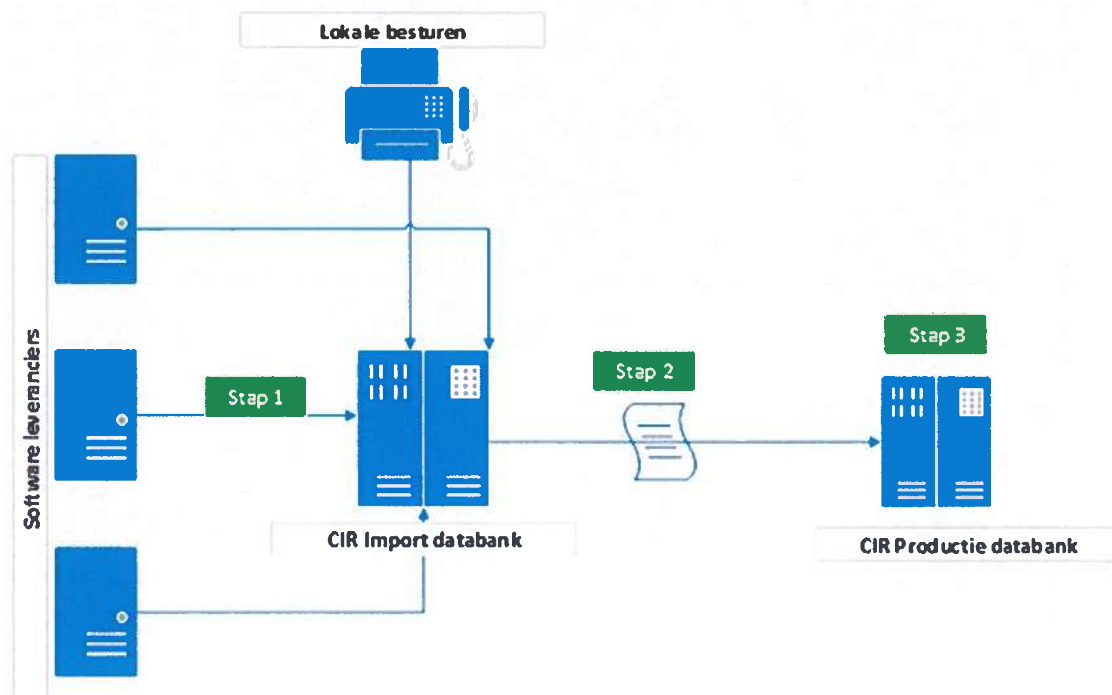 Lokale besturen
Software leveranciers
Stap 1
Stap 2
Stap 3
CIR Import databank
CIR Productie databank